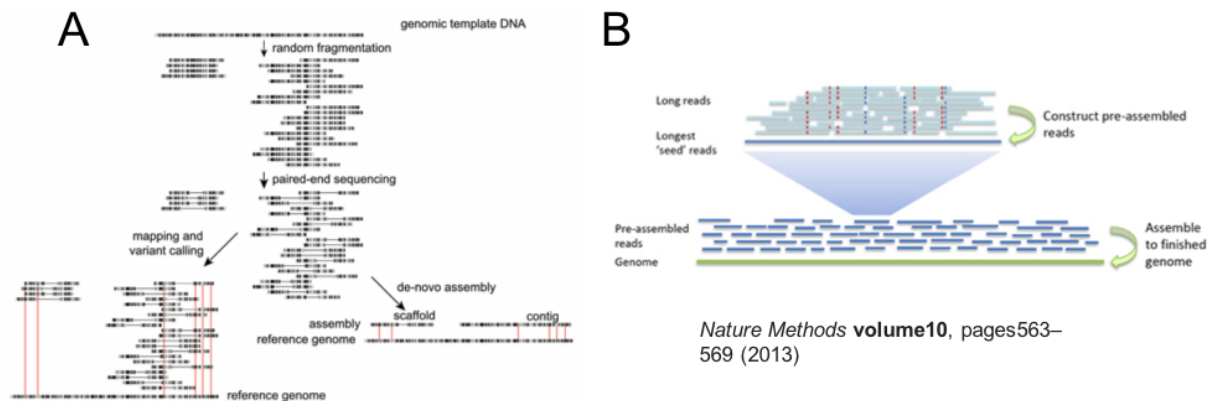 A
genomic template DNA
random fragmentation
paired-end sequencing
mapping and
variant calling
de-novo assembly
scaffold
contig
assembly
reference genome
reference genome
B
Long reads
Longest
'seed' reads
Construct pre-assembled
reads
Pre-assembled
reads
Genome
Assemble
to finished
genome
Nature Methods volume10, pages563–
569 (2013)